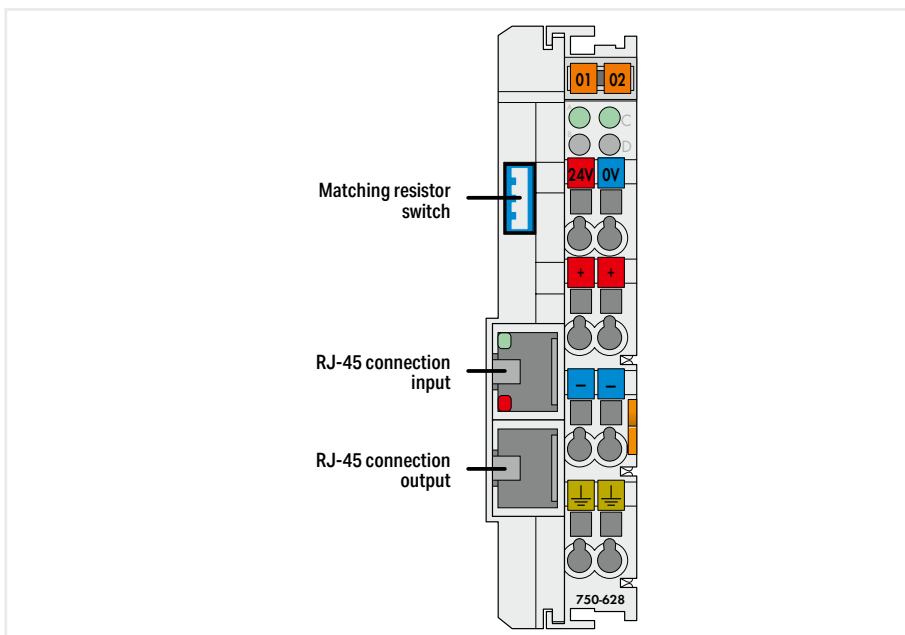 01 02
A C
D
Matching resistor
switch
24V 0V
+ +
RJ-45 connection
input
– –
RJ-45 connection
output
750-628